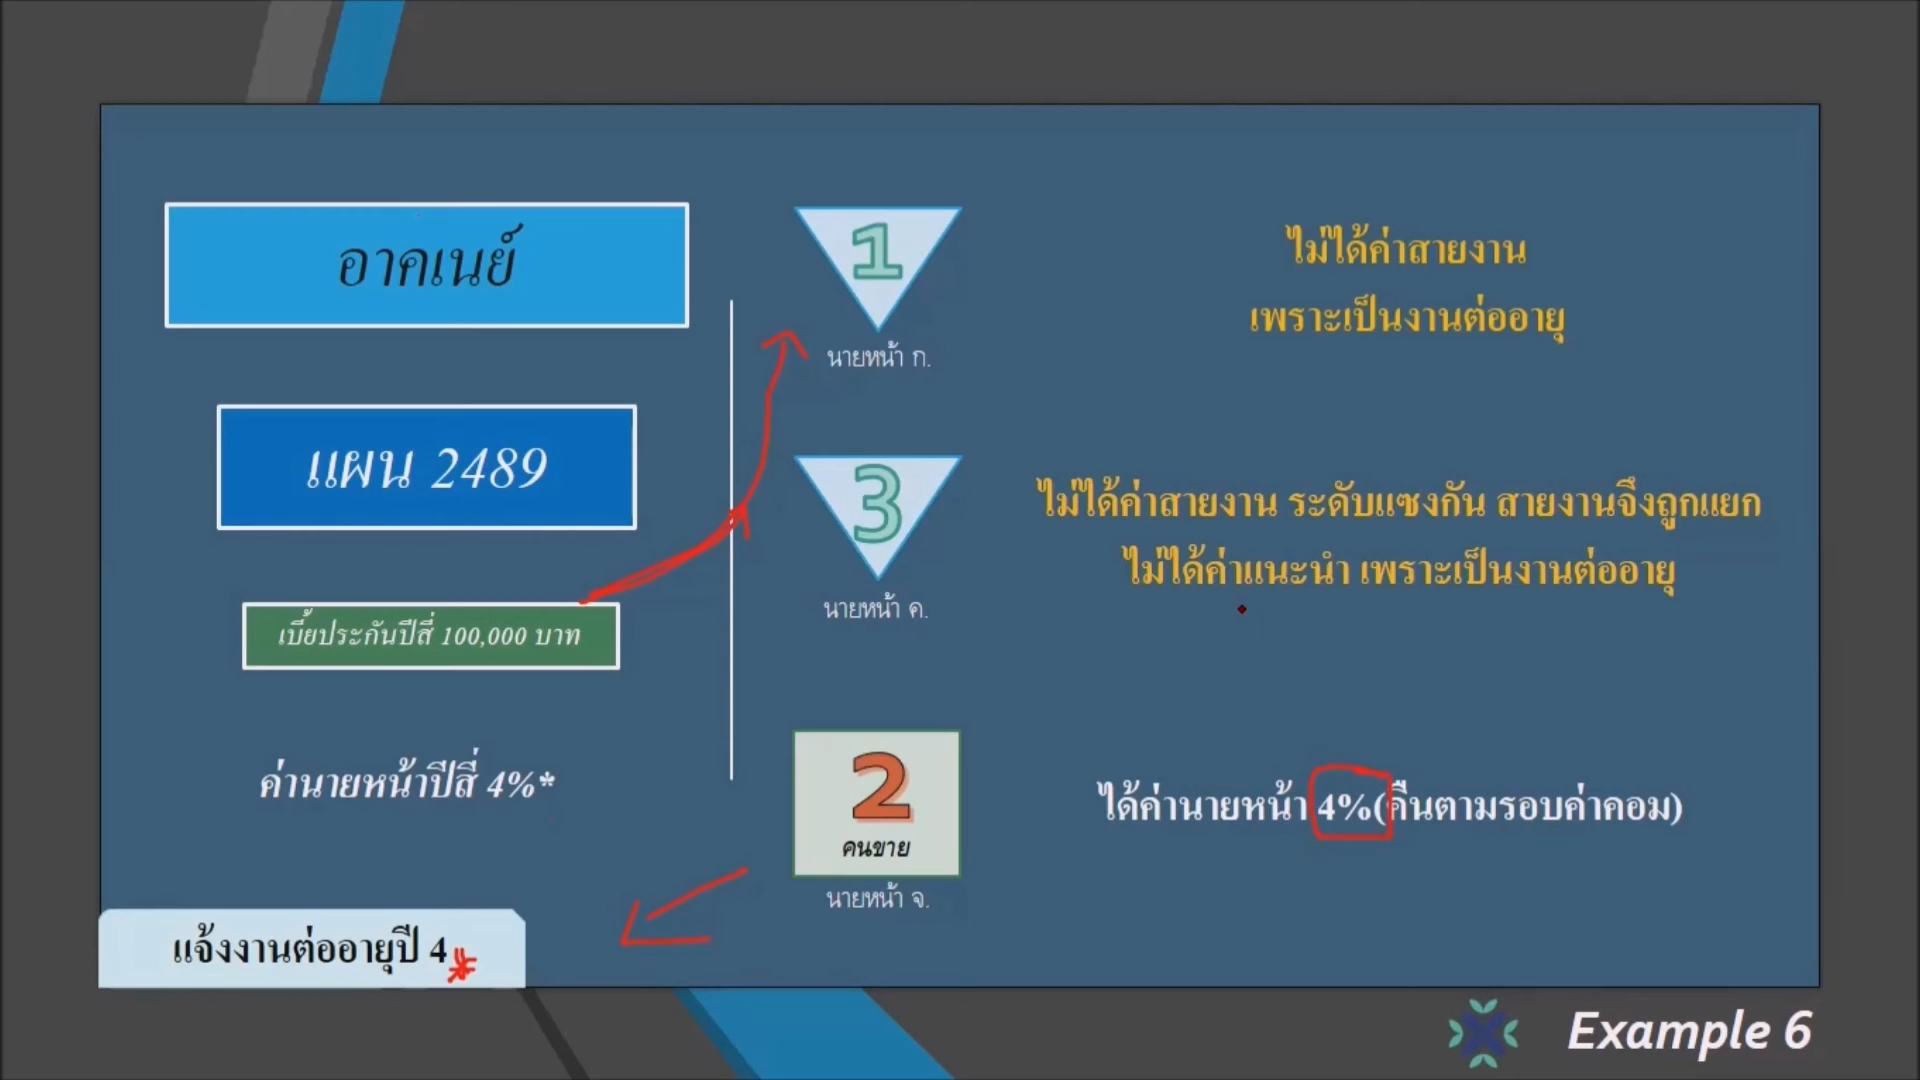 อาคเนย์
แผน 2489
เบี้ยประกันปีสี่ 100,000 บาท
ค่านายหน้าปีสี่ 4%*
แจ้งงานต่ออายุปี 4
1
นายหน้า ก.
ไม่ได้ค่าสายงาน
เพราะเป็นงานต่ออายุ
3
นายหน้า ค.
ไม่ได้ค่าสายงาน ระดับแซงกัน สายงานจึงถูกแยก
ไม่ได้ค่าแนะนำ เพราะเป็นงานต่ออายุ
2
คนขาย
นายหน้า จ.
ได้ค่านายหน้า 4%(คืนตามรอบค่าคอม)
Example 6